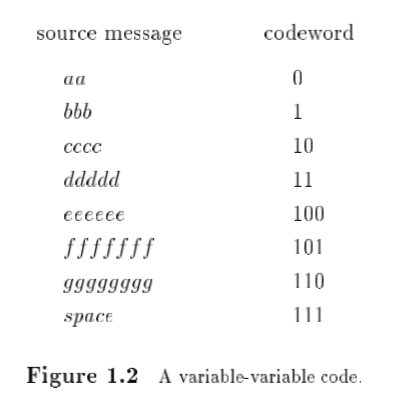 source message codeword
aa 0
bbb 1
cccc 10
ddddd 11
eeeeee 100
fffffff 101
gggggggg 110
space 111
Figure 1.2 A variable-variable code.